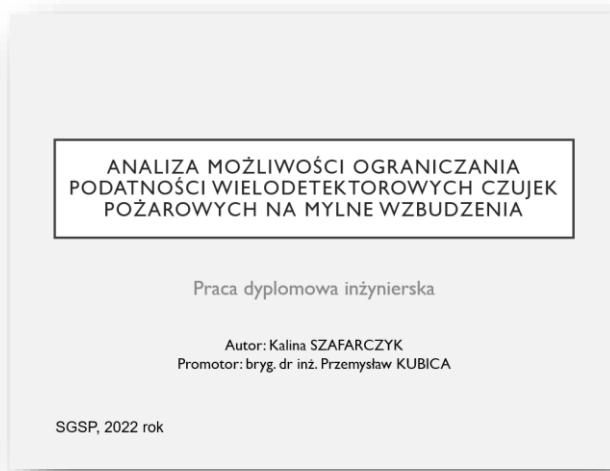 ANALIZA MOŻLIWOŚCI OGRANICZANIA
PODATNOŚCI WIELODETEKTOROWYCH CZUJEK
POŻAROWYCH NA MYLNE WZBUDZENIA
Praca dyplomowa inżynierska
Autor: Kalina SZAFARCZYK
Promotor: bryg. dr inż. Przemysław KUBICA
SGSP, 2022 rok